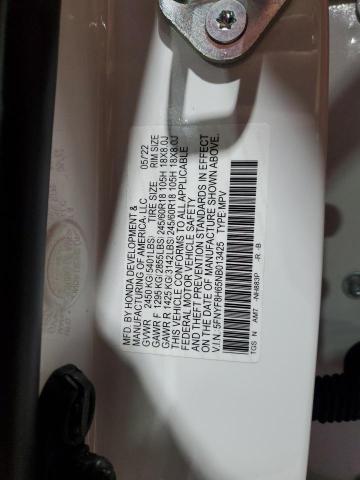 MFD. BY HONDA DEVELOPMENT & 05/22
MANUFACTURING OF AMERICA, LLC
GVWR 2450 KG(5401LBS) TIRE SIZE RIM SIZE
GAWR F 1295 KG(2855LBS) 245/60R18 105H 18X8.0J
GAWR R 1425 KG(3142LBS) 245/60R18 105H 18X8.0J
THIS VEHICLE CONFORMS TO ALL APPLICABLE
FEDERAL MOTOR VEHICLE SAFETY
AND THEFT PREVENTION STANDARDS IN EFFECT
ON THE DATE OF MANUFACTURE SHOWN ABOVE.
V.I.N. 5FNYF8H65NB013425 TYPE MPV
TGS N AMT NH883P -R -B